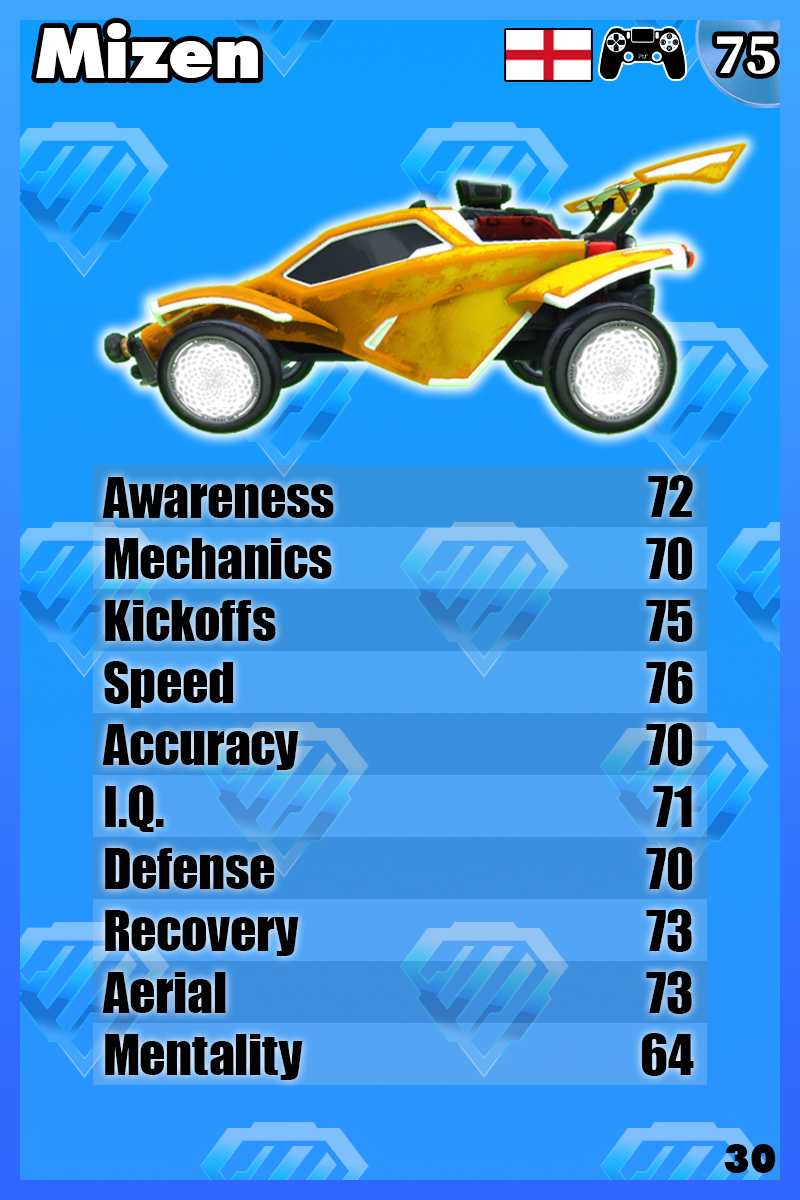 Mizen 75
Awareness 72
Mechanics 70
Kickoffs 75
Speed 76
Accuracy 70
I.Q. 71
Defense 70
Recovery 73
Aerial 73
Mentality 64
30